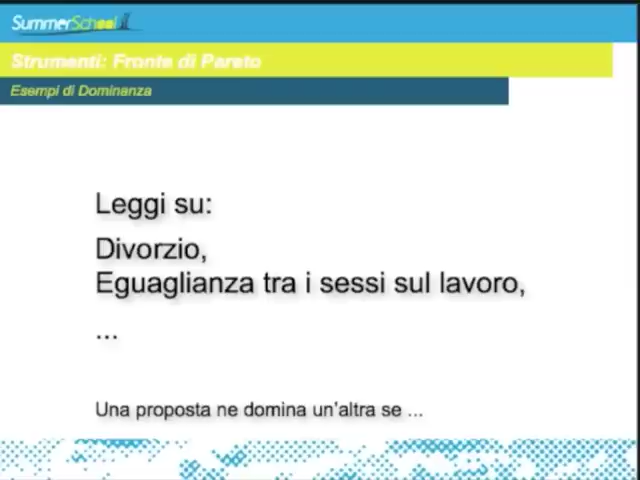 SummerSchool
Strumenti: Fronte di Pareto
Esempi di Dominanza
Leggi su:
Divorzio,
Eguaglianza tra i sessi sul lavoro,
...
Una proposta ne domina un'altra se ...